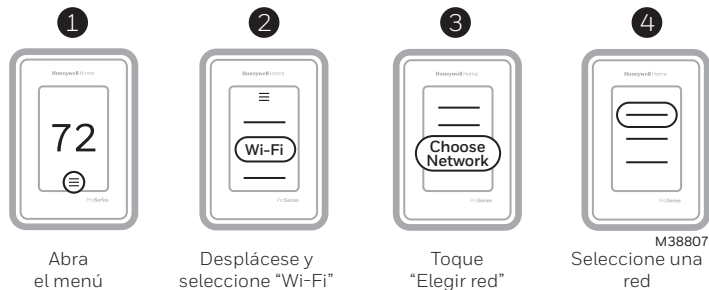 1
2
3
4
Honeywell Home
72
ProSeries
Honeywell Home
Wi-Fi
ProSeries
Honeywell Home
Choose
Network
ProSeries
Honeywell Home
ProSeries
M38807
Abra
el menú
Desplácese y
seleccione “Wi-Fi”
Toque
“Elegir red”
Seleccione una
red